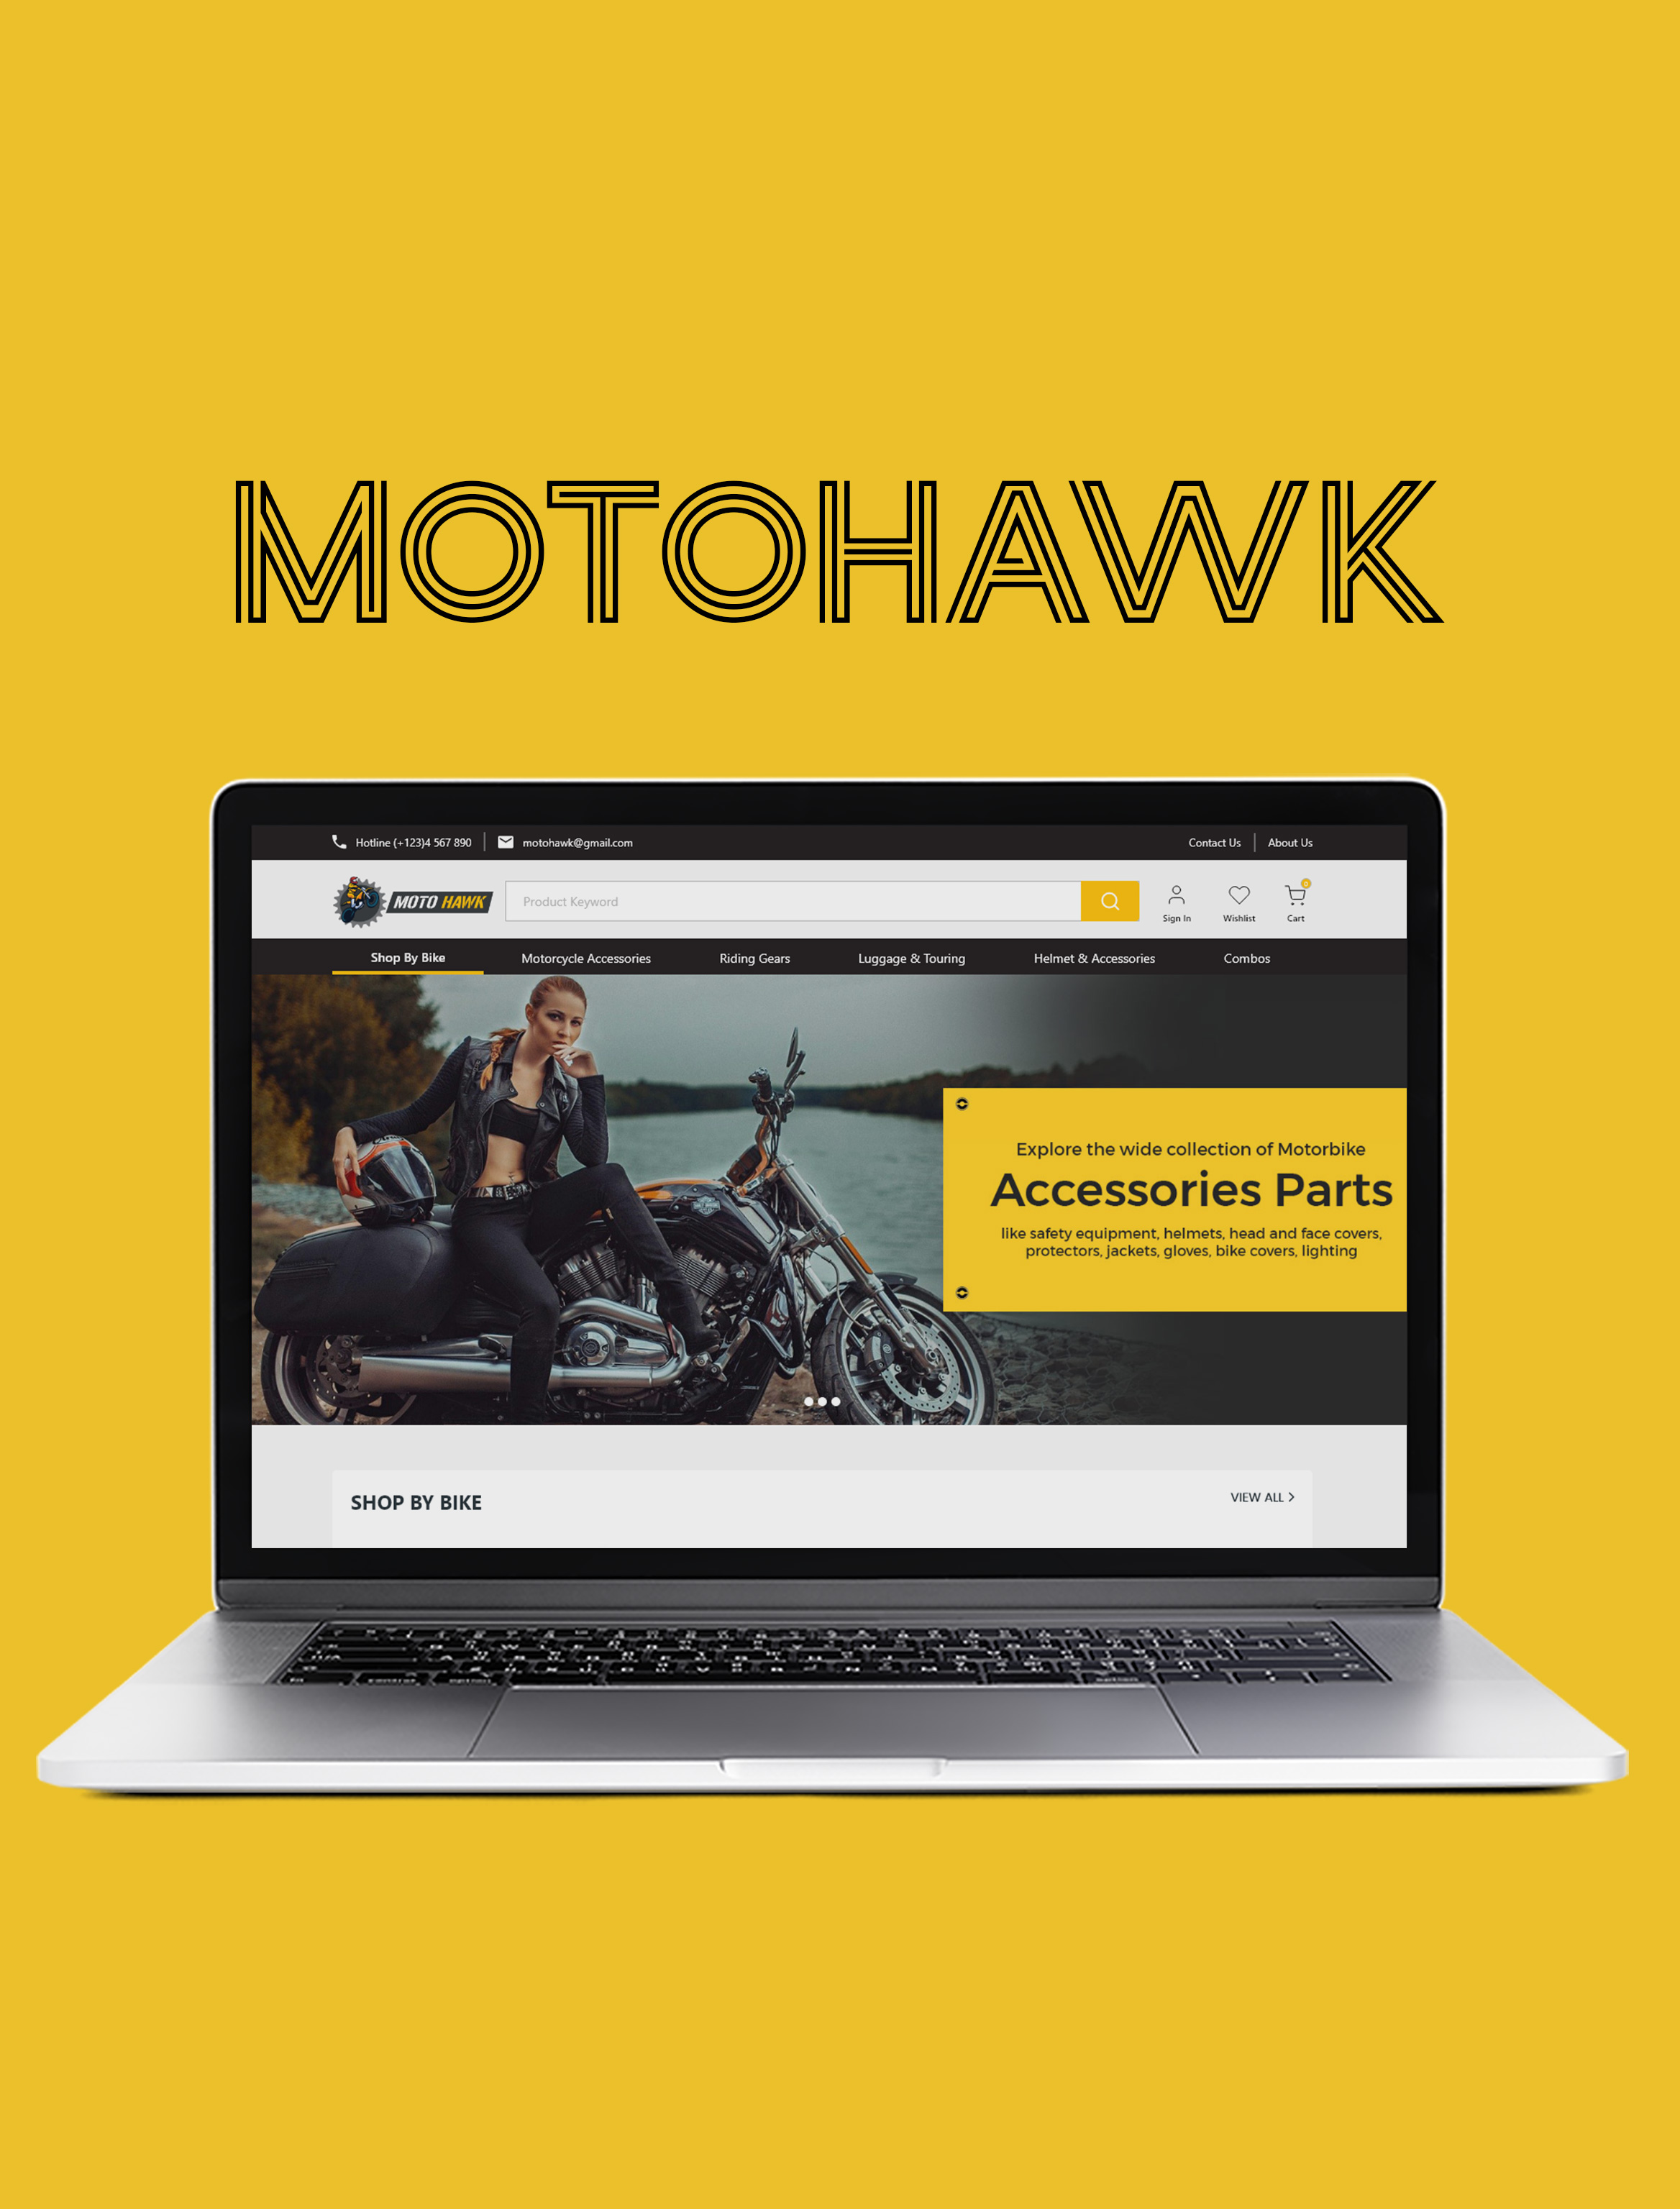 MOTOHAWK
Hotline (+123)4 567 890
motohawk@gmail.com
Contact Us
About Us
MOTO HAWK
Product Keyword
Sign In
Wishlist
0
Cart
Shop By Bike
Motorcycle Accessories
Riding Gears
Luggage & Touring
Helmet & Accessories
Combos
Explore the wide collection of Motorbike
Accessories Parts
like safety equipment, helmets, head and face covers,
protectors, jackets, gloves, bike covers, lighting
SHOP BY BIKE
VIEW ALL